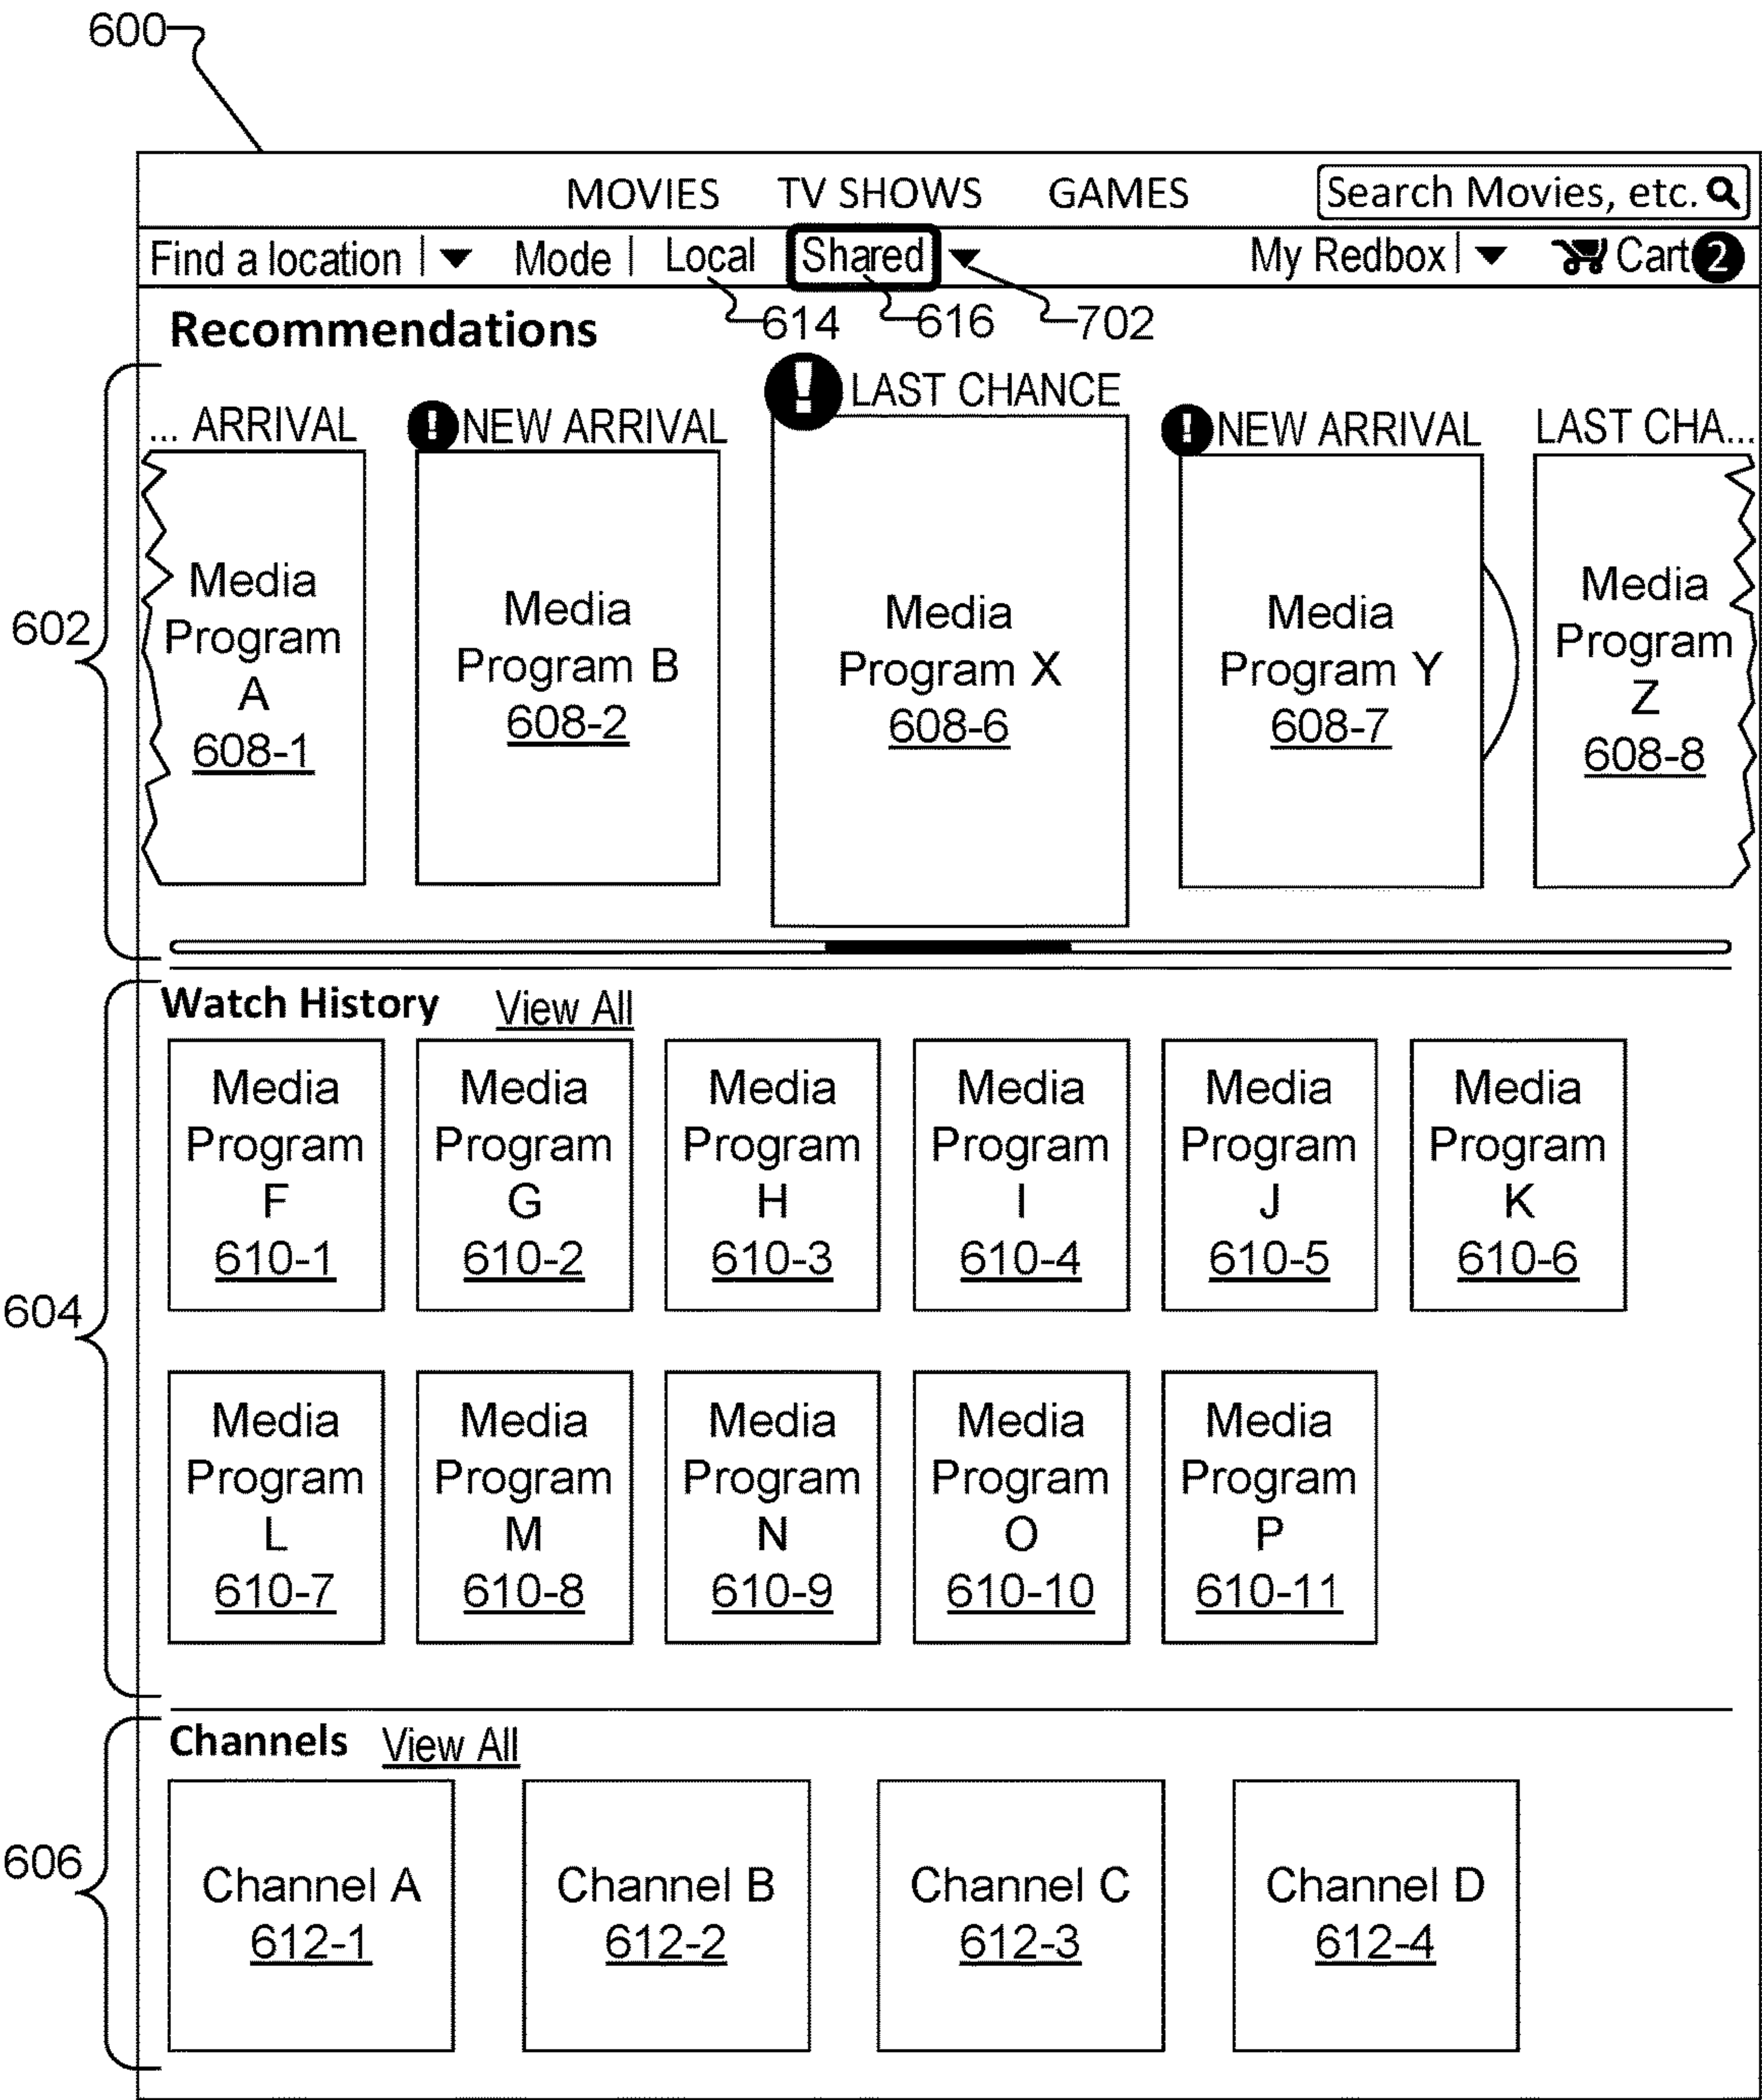 600
MOVIES TV SHOWS GAMES Search Movies, etc.
Find a location | Mode | Local Shared My Redbox | Cart 2
614 616 702
Recommendations
... ARRIVAL ! NEW ARRIVAL ! LAST CHANCE ! NEW ARRIVAL LAST CHA...
602
Media
Program
A
608-1
Media
Program B
608-2
Media
Program X
608-6
Media
Program Y
608-7
Media
Program
Z
608-8
604
Watch History View All
Media
Program
F
610-1
Media
Program
G
610-2
Media
Program
H
610-3
Media
Program
I
610-4
Media
Program
J
610-5
Media
Program
K
610-6
Media
Program
L
610-7
Media
Program
M
610-8
Media
Program
N
610-9
Media
Program
O
610-10
Media
Program
P
610-11
606
Channels View All
Channel A
612-1
Channel B
612-2
Channel C
612-3
Channel D
612-4